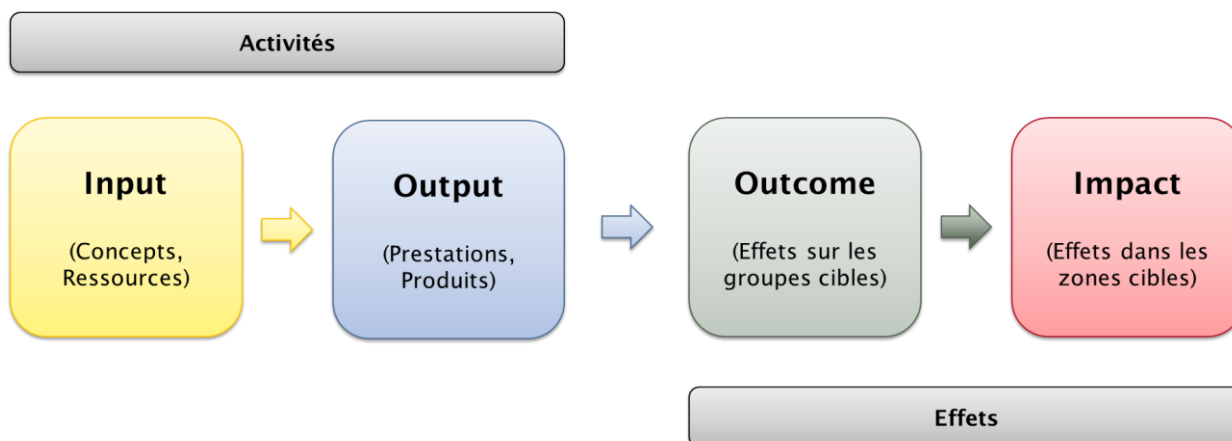 Activités
Input
(Concepts,
Ressources)
Output
(Prestations,
Produits)
Outcome
(Effets sur les
groupes cibles)
Impact
(Effets dans les
zones cibles)
Effets